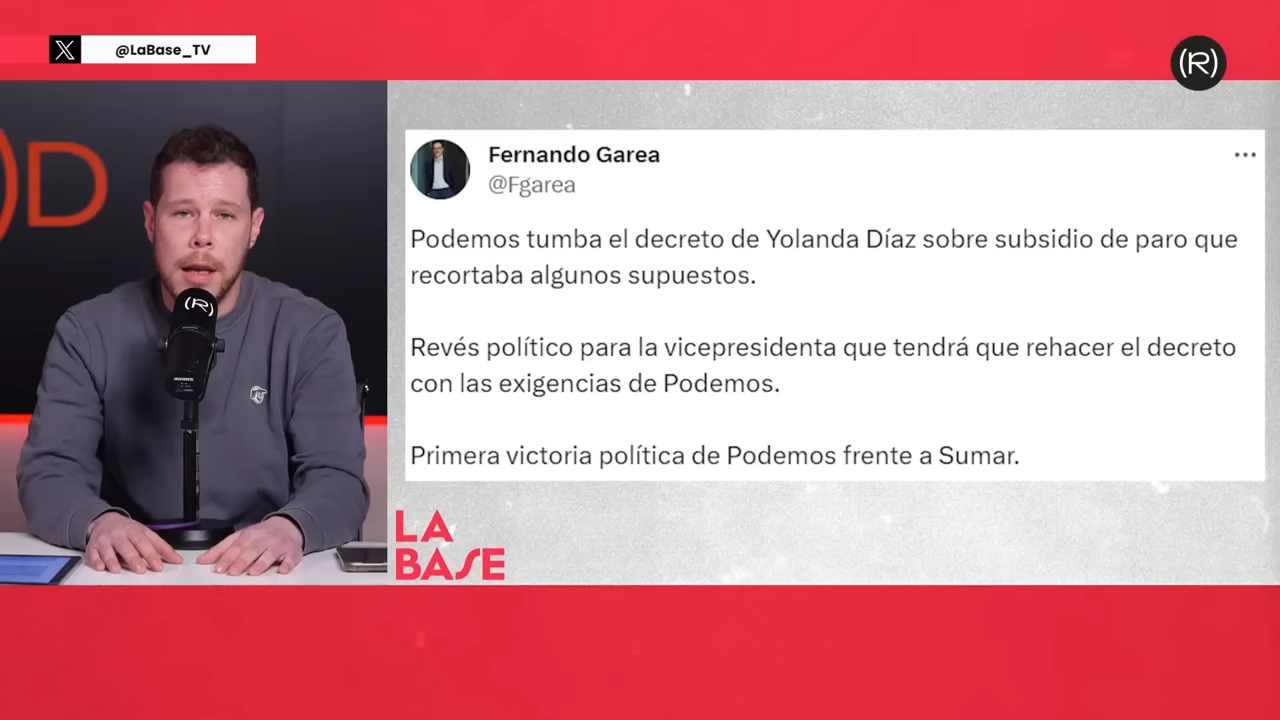 @LaBase_TV
(R)
D
(R)
Fernando Garea
@Fgarea
Podemos tumba el decreto de Yolanda Díaz sobre subsidio de paro que
recortaba algunos supuestos.
Revés político para la vicepresidenta que tendrá que rehacer el decreto
con las exigencias de Podemos.
Primera victoria política de Podemos frente a Sumar.
LA
BASE